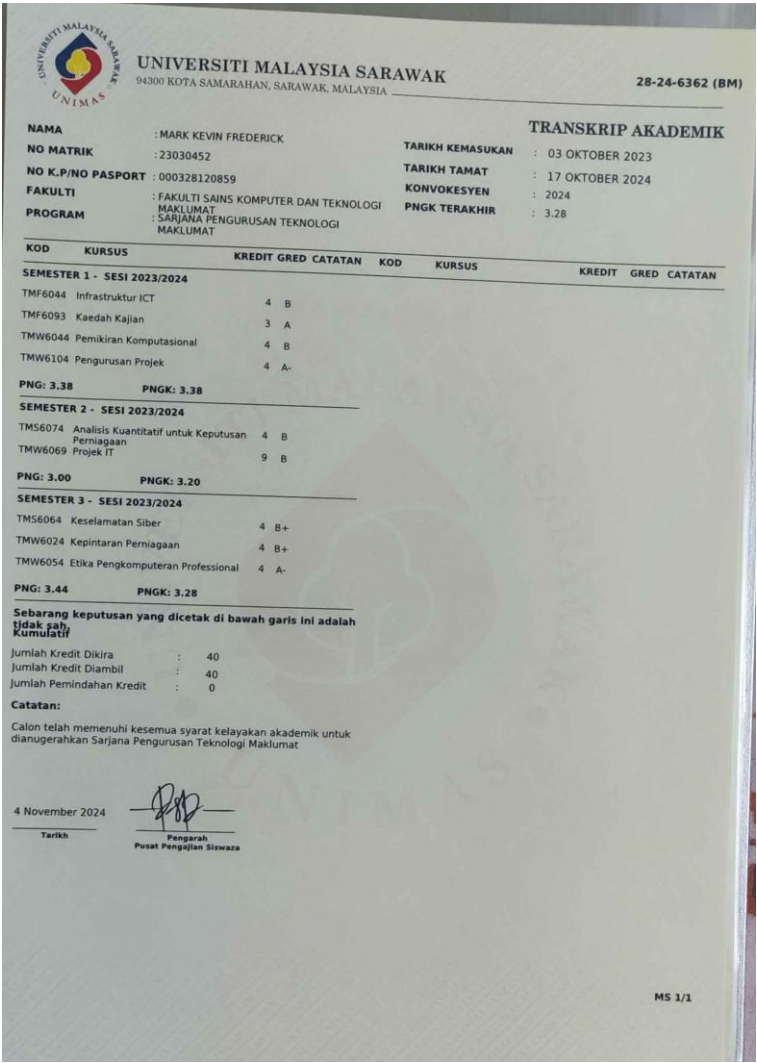 UNIVERSITI MALAYSIA SARAWAK
UNIMAS
UNIVERSITI MALAYSIA SARAWAK
94300 KOTA SAMARAHAN, SARAWAK, MALAYSIA
28-24-6362 (BM)
TRANSKRIP AKADEMIK
NAMA : MARK KEVIN FREDERICK
NO MATRIK : 23030452
NO K.P/NO PASPORT : 000328120859
FAKULTI : FAKULTI SAINS KOMPUTER DAN TEKNOLOGI
MAKLUMAT
PROGRAM : SARJANA PENGURUSAN TEKNOLOGI
MAKLUMAT
TARIKH KEMASUKAN : 03 OKTOBER 2023
TARIKH TAMAT : 17 OKTOBER 2024
KONVOKESYEN : 2024
PNGK TERAKHIR : 3.28
KOD KURSUS KREDIT GRED CATATAN KOD KURSUS KREDIT GRED CATATAN
SEMESTER 1 - SESI 2023/2024
TMF6044 Infrastruktur ICT 4 B
TMF6093 Kaedah Kajian 3 A
TMW6044 Pemikiran Komputasional 4 B
TMW6104 Pengurusan Projek 4 A-
PNG: 3.38 PNGK: 3.38
SEMESTER 2 - SESI 2023/2024
TMS6074 Analisis Kuantitatif untuk Keputusan 4 B
Perniagaan
TMW6069 Projek IT 9 B
PNG: 3.00 PNGK: 3.20
SEMESTER 3 - SESI 2023/2024
TMS6064 Keselamatan Siber 4 B+
TMW6024 Kepintaran Perniagaan 4 B+
TMW6054 Etika Pengkomputeran Professional 4 A-
PNG: 3.44 PNGK: 3.28
Sebarang keputusan yang dicetak di bawah garis ini adalah
tidak sah.
Kumulatif
Jumlah Kredit Dikira : 40
Jumlah Kredit Diambil : 40
Jumlah Pemindahan Kredit : 0
Catatan:
Calon telah memenuhi kesemua syarat kelayakan akademik untuk
dianugerahkan Sarjana Pengurusan Teknologi Maklumat
4 November 2024
Tarikh
Pengarah
Pusat Pengajian Siswaza
MS 1/1